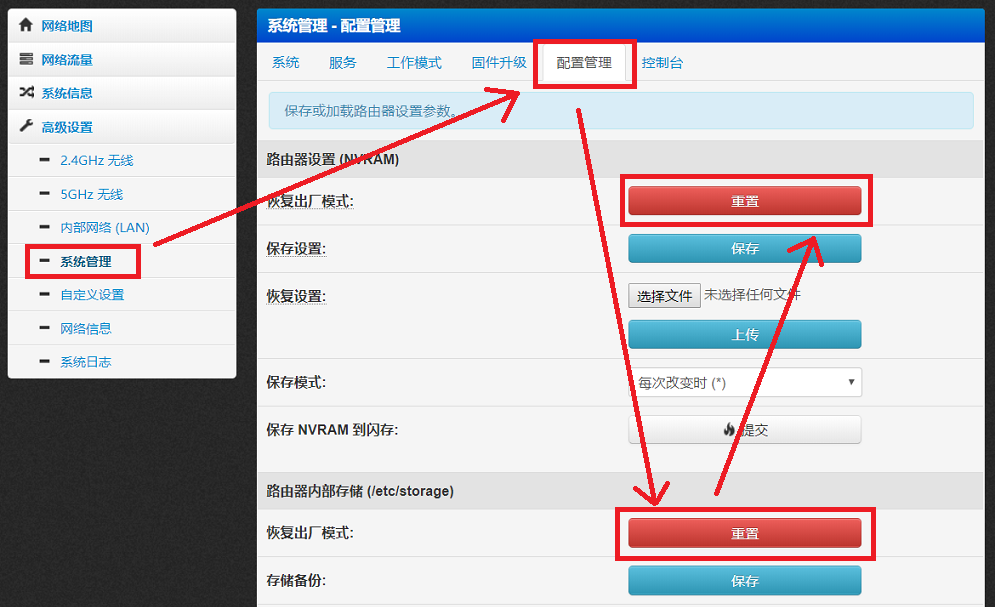 网络地图
网络流量
系统信息
高级设置
2.4GHz 无线
5GHz 无线
内部网络 (LAN)
系统管理
自定义设置
网络信息
系统日志
系统管理 - 配置管理
系统 服务 工作模式 固件升级 配置管理 控制台
保存或加载路由器设置参数。
路由器设置 (NVRAM)
恢复出厂模式: 重置
保存设置: 保存
恢复设置: 选择文件 未选择任何文件
上传
保存模式: 每次改变时 (*)
保存 NVRAM 到闪存: 提交
路由器内部存储 (/etc/storage)
恢复出厂模式: 重置
存储备份: 保存